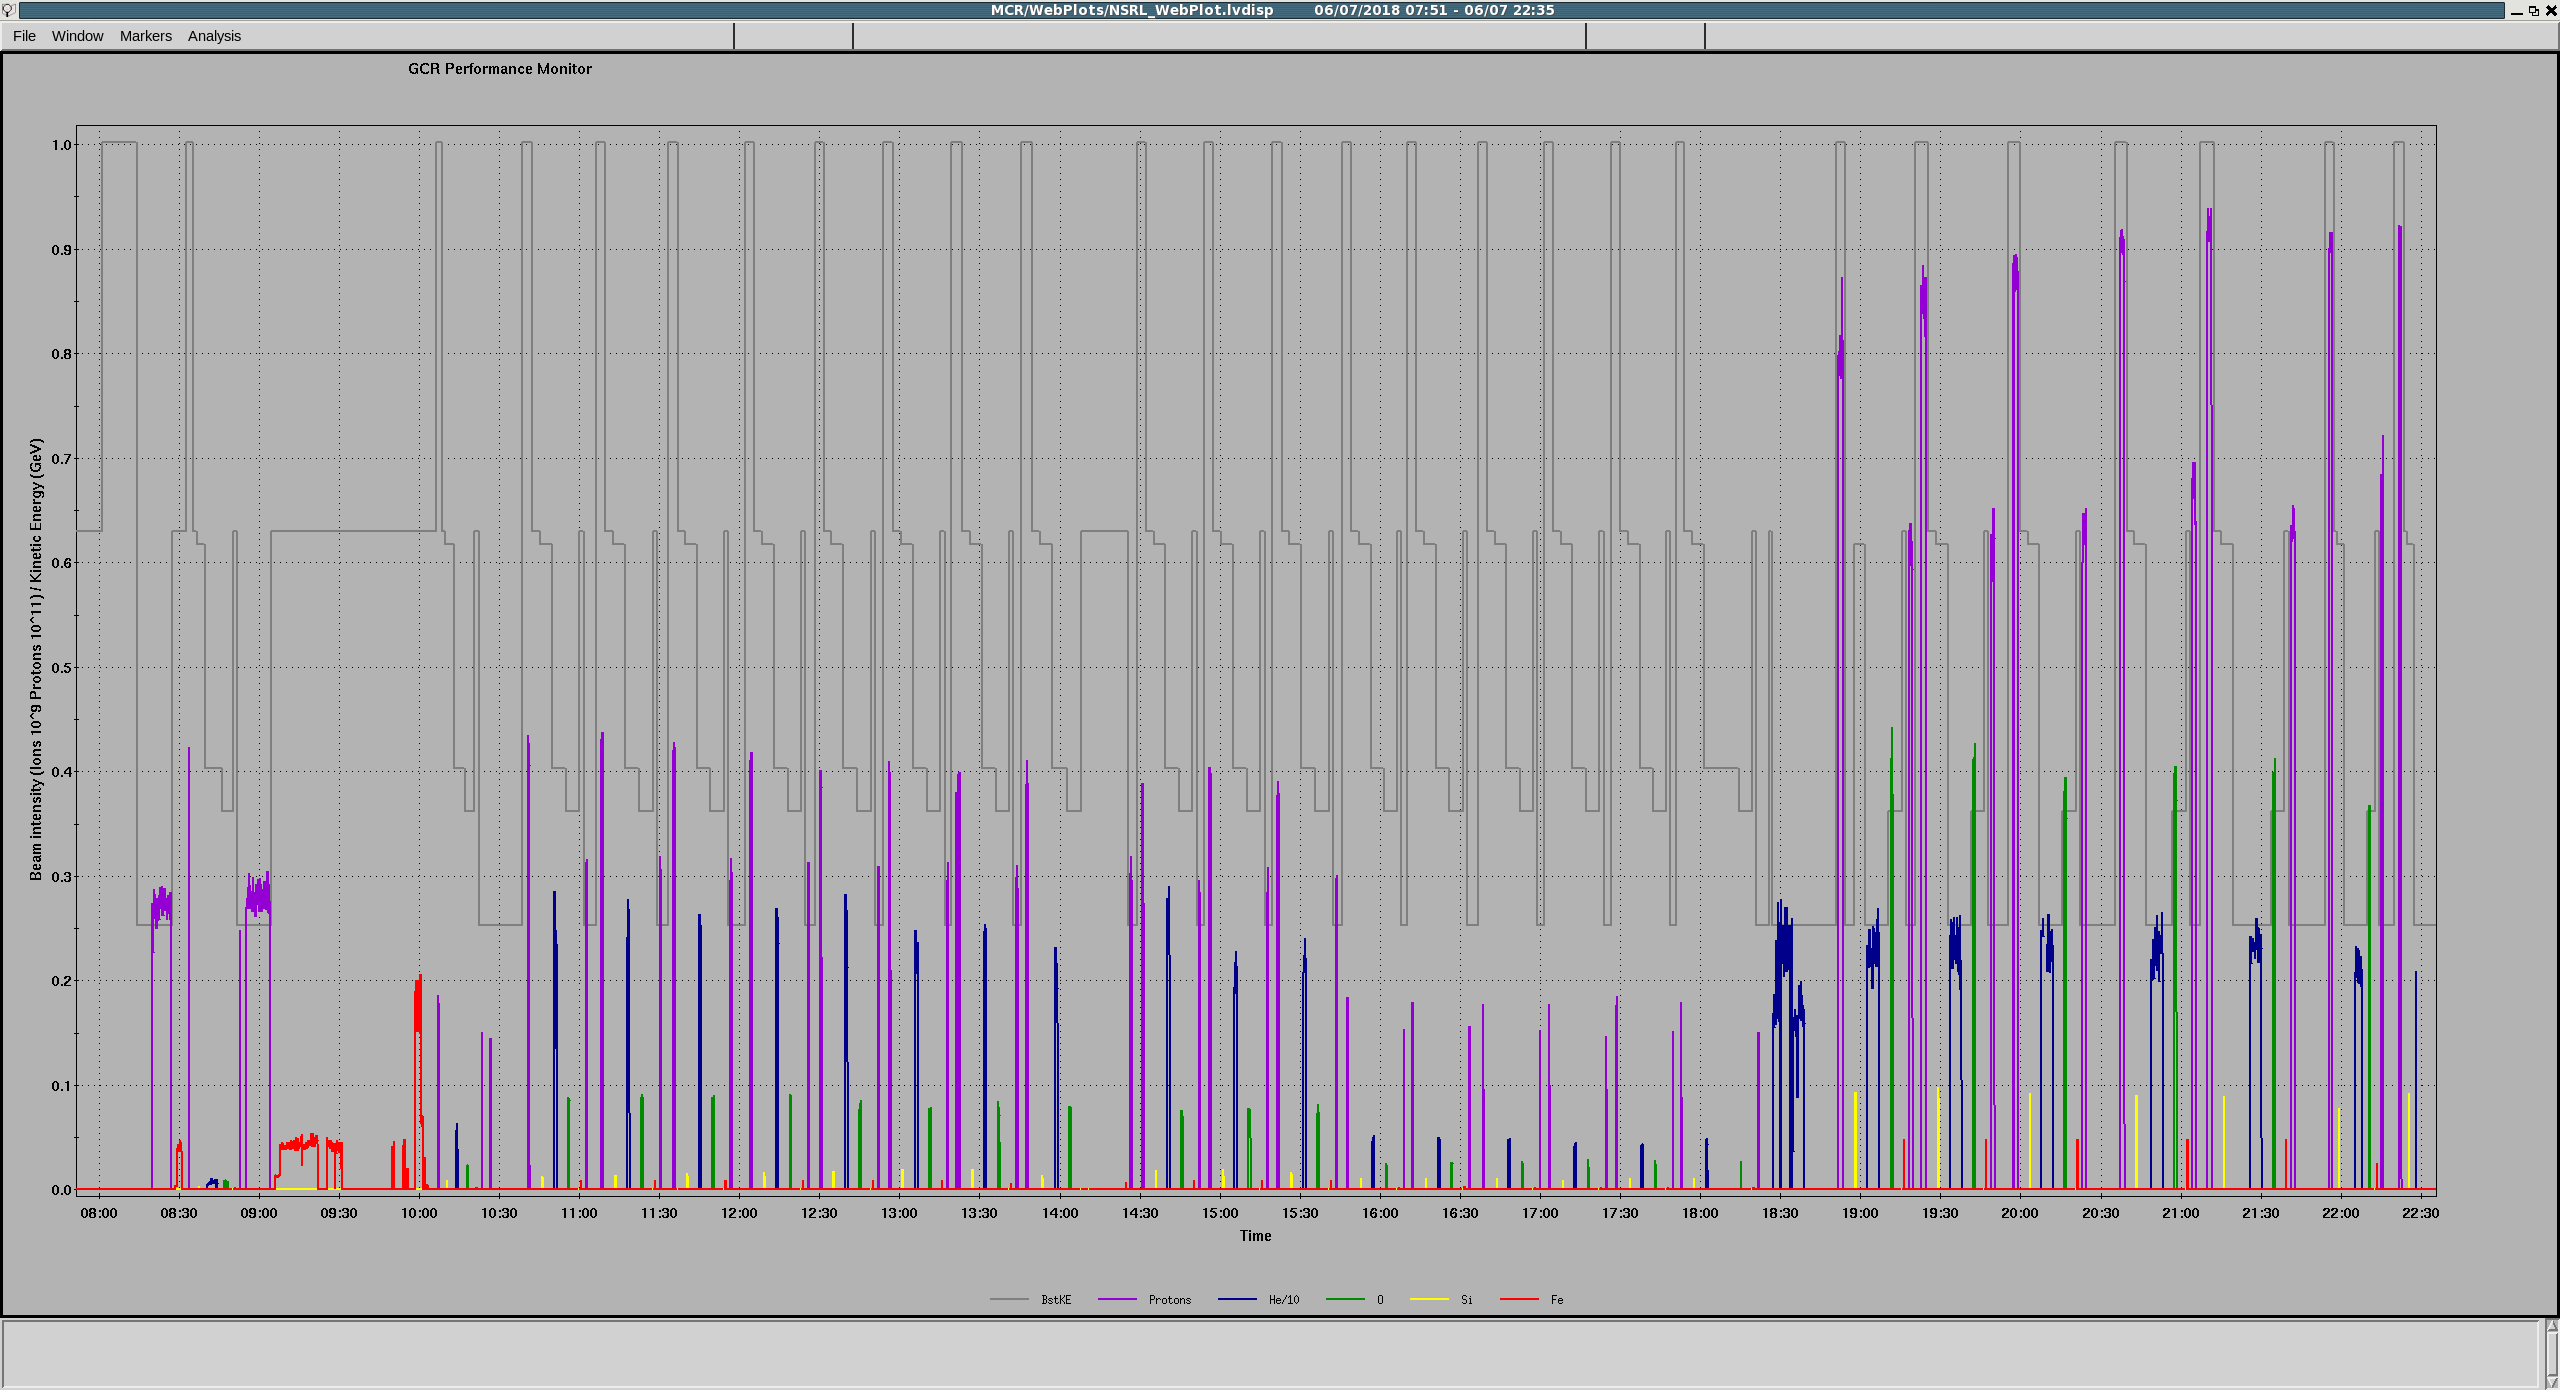 MCR/WebPlots/NSRL_WebPlot.lvdisp 06/07/2018 07:51 - 06/07 22:35
File Window Markers Analysis
GCR Performance Monitor
1.0
0.9
0.8
0.7
0.6
0.5
0.4
0.3
0.2
0.1
0.0
Beam intensity (Ions 10^9 Protons 10^11) / Kinetic Energy (GeV)
08:00 08:30 09:00 09:30 10:00 10:30 11:00 11:30 12:00 12:30 13:00 13:30 14:00 14:30 15:00 15:30 16:00 16:30 17:00 17:30 18:00 18:30 19:00 19:30 20:00 20:30 21:00 21:30 22:00 22:30
Time
BstKE Protons He/10 O Si Fe